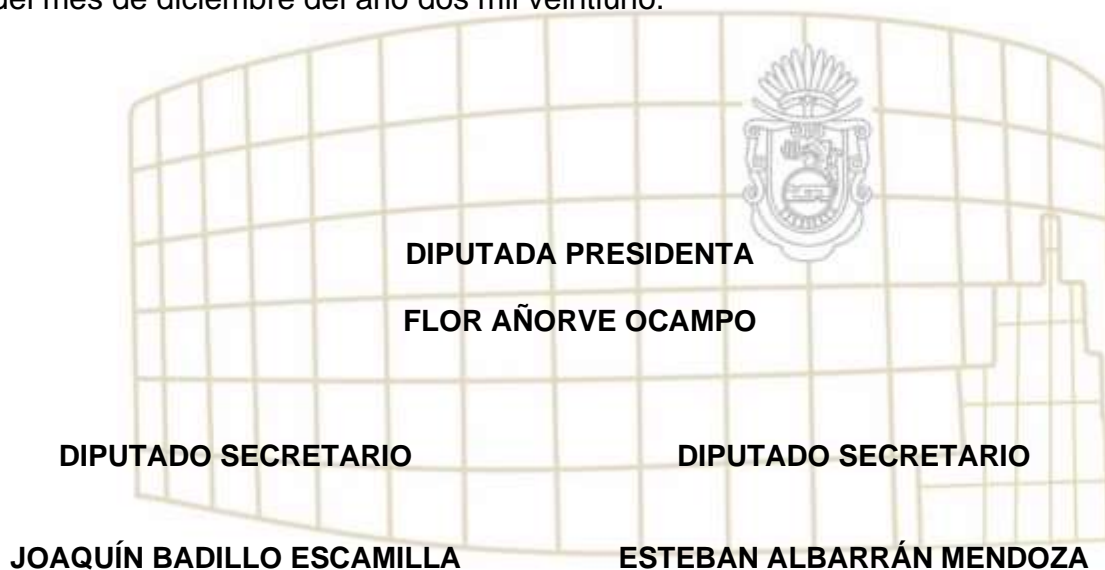 del mes de diciembre del año dos mil veintiuno.
DIPUTADA PRESIDENTA
FLOR AÑORVE OCAMPO
DIPUTADO SECRETARIO DIPUTADO SECRETARIO
JOAQUÍN BADILLO ESCAMILLA ESTEBAN ALBARRÁN MENDOZA